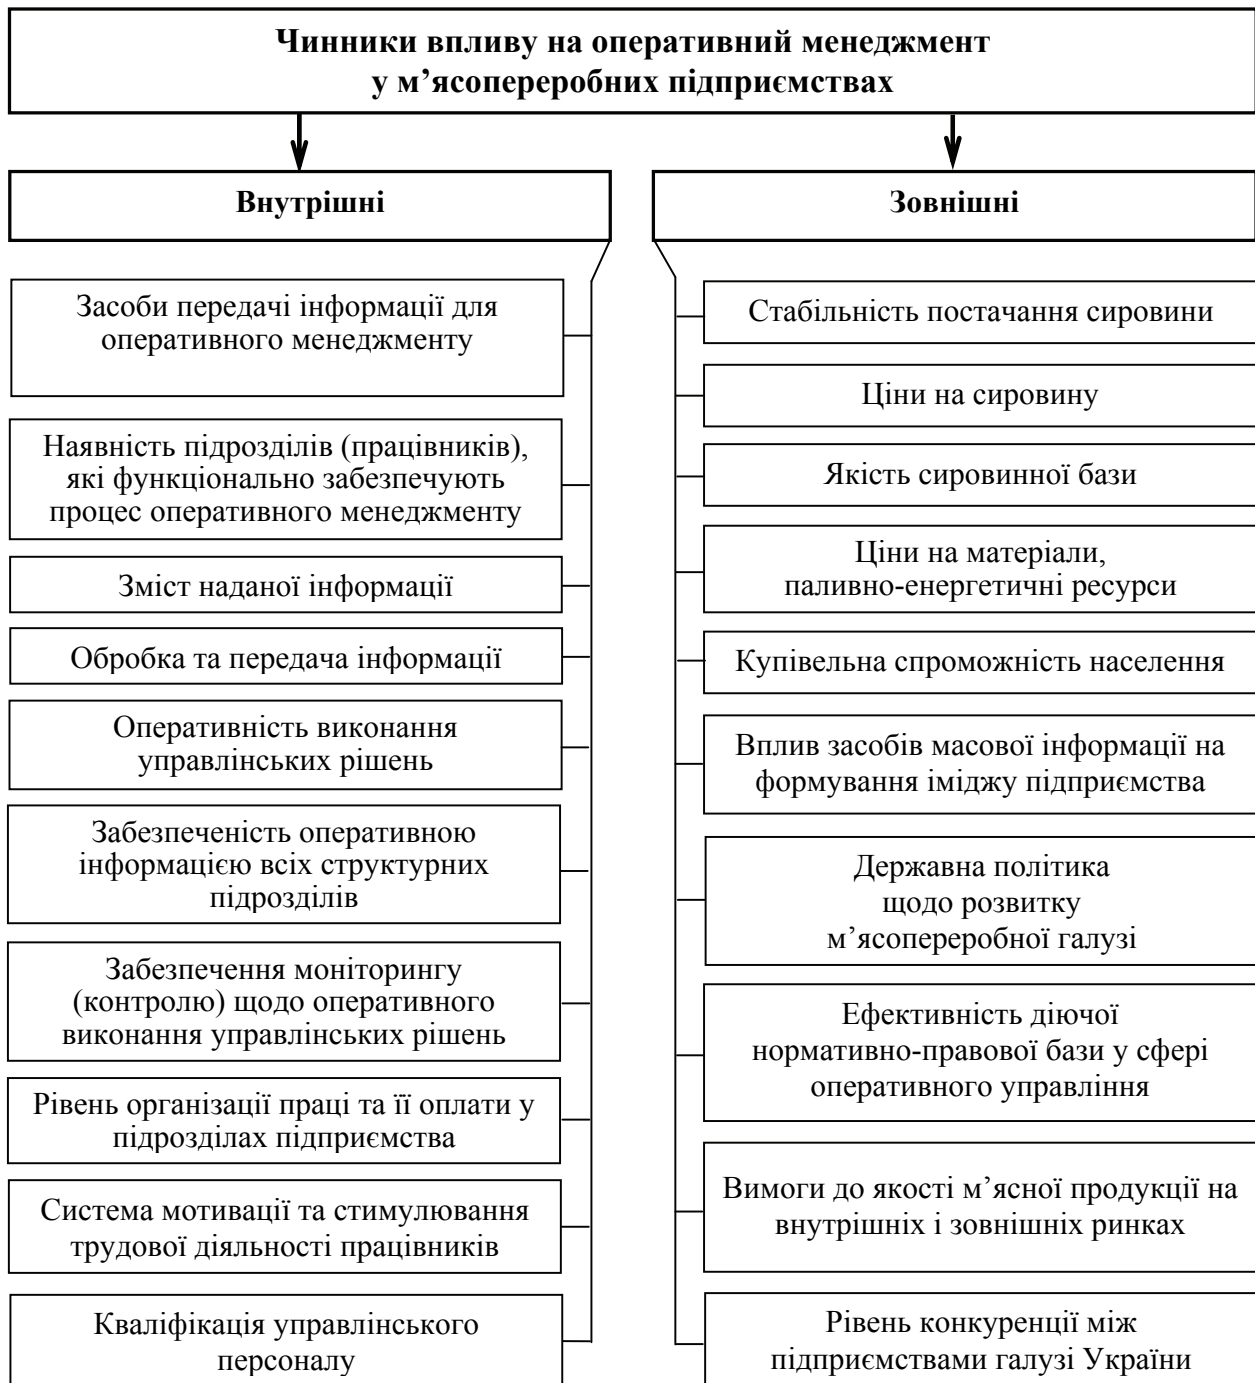 Чинники впливу на оперативний менеджмент
у м’ясопереробних підприємствах
Внутрішні
Засоби передачі інформації для
оперативного менеджменту
Наявність підрозділів (працівників),
які функціонально забезпечують
процес оперативного менеджменту
Зміст наданої інформації
Обробка та передача інформації
Оперативність виконання
управлінських рішень
Забезпеченість оперативною
інформацією всіх структурних
підрозділів
Забезпечення моніторингу
(контролю) щодо оперативного
виконання управлінських рішень
Рівень організації праці та її оплати у
підрозділах підприємства
Система мотивації та стимулювання
трудової діяльності працівників
Кваліфікація управлінського
персоналу
Зовнішні
Стабільність постачання сировини
Ціни на сировину
Якість сировинної бази
Ціни на матеріали,
паливно-енергетичні ресурси
Купівельна спроможність населення
Вплив засобів масової інформації на
формування іміджу підприємства
Державна політика
щодо розвитку
м’ясопереробної галузі
Ефективність діючої
нормативно-правової бази у сфері
оперативного управління
Вимоги до якості м’ясної продукції на
внутрішніх і зовнішніх ринках
Рівень конкуренції між
підприємствами галузі України